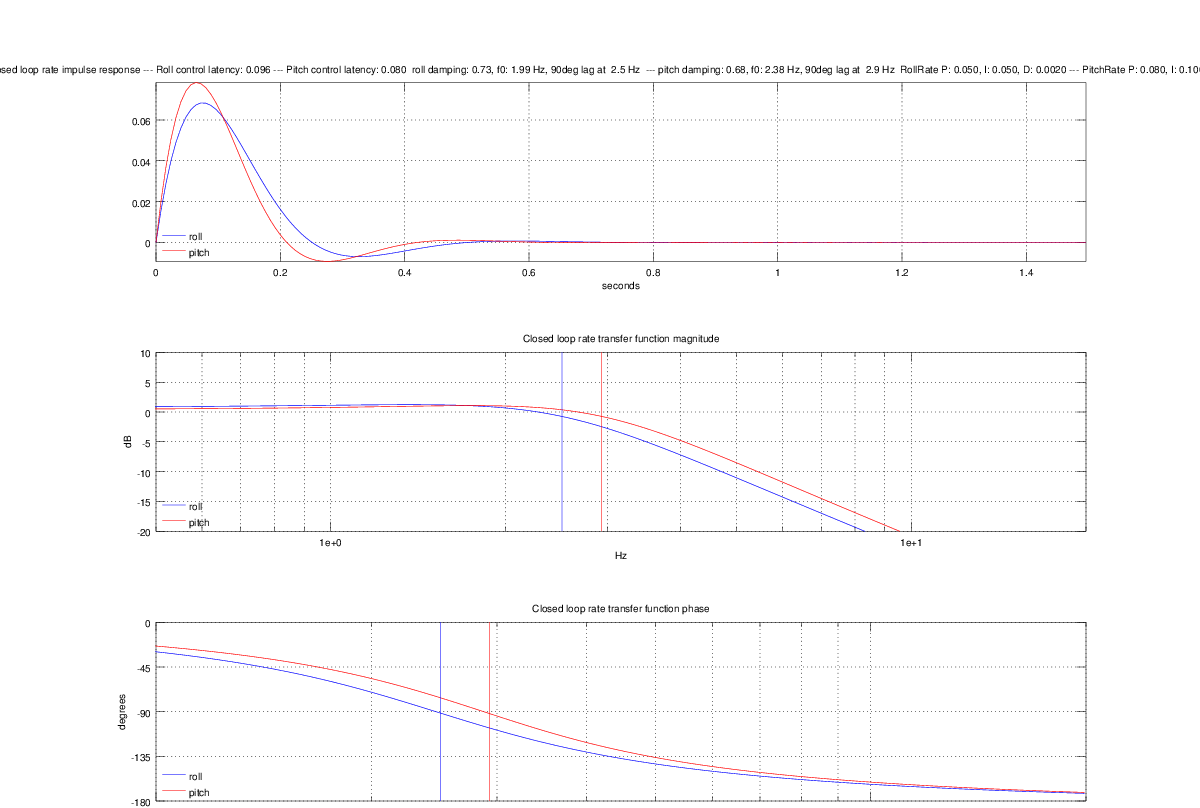 osed loop rate impulse response --- Roll control latency: 0.096 --- Pitch control latency: 0.080 roll damping: 0.73, f0: 1.99 Hz, 90deg lag at 2.5 Hz --- pitch damping: 0.68, f0: 2.38 Hz, 90deg lag at 2.9 Hz RollRate P: 0.050, I: 0.050, D: 0.0020 --- PitchRate P: 0.080, I: 0.10
0.06
0.04
0.02
0
roll
pitch
0 0.2 0.4 0.6 0.8 1 1.2 1.4
seconds
Closed loop rate transfer function magnitude
10
5
0
-5
-10
-15
-20
dB
roll
pitch
1e+0 1e+1
Hz
Closed loop rate transfer function phase
0
-45
-90
-135
-180
degrees
roll
pitch